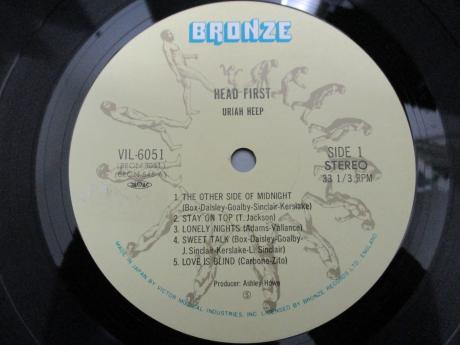 BRONZE
HEAD FIRST
URIAH HEEP
VIL-6051
SIDE 1
STEREO
33 1/3 RPM
1. THE OTHER SIDE OF MIDNIGHT
(Box-Daisley-Goalby-Sinclair-Kerslake)
2. STAY ON TOP (T. Jackson)
3. LONELY NIGHTS (Adams-Vallance)
4. SWEET TALK (Box-Daisley-Goalby-
J. Sinclair-Kerslake-L. Sinclair)
5. LOVE IS BLIND (Carbone-Zito)
Producer: Ashley Howe
Ⓢ
MADE IN JAPAN BY VICTOR MUSICAL INDUSTRIES, INC. LICENSED BY BRONZE RECORDS LTD. ENGLAND.